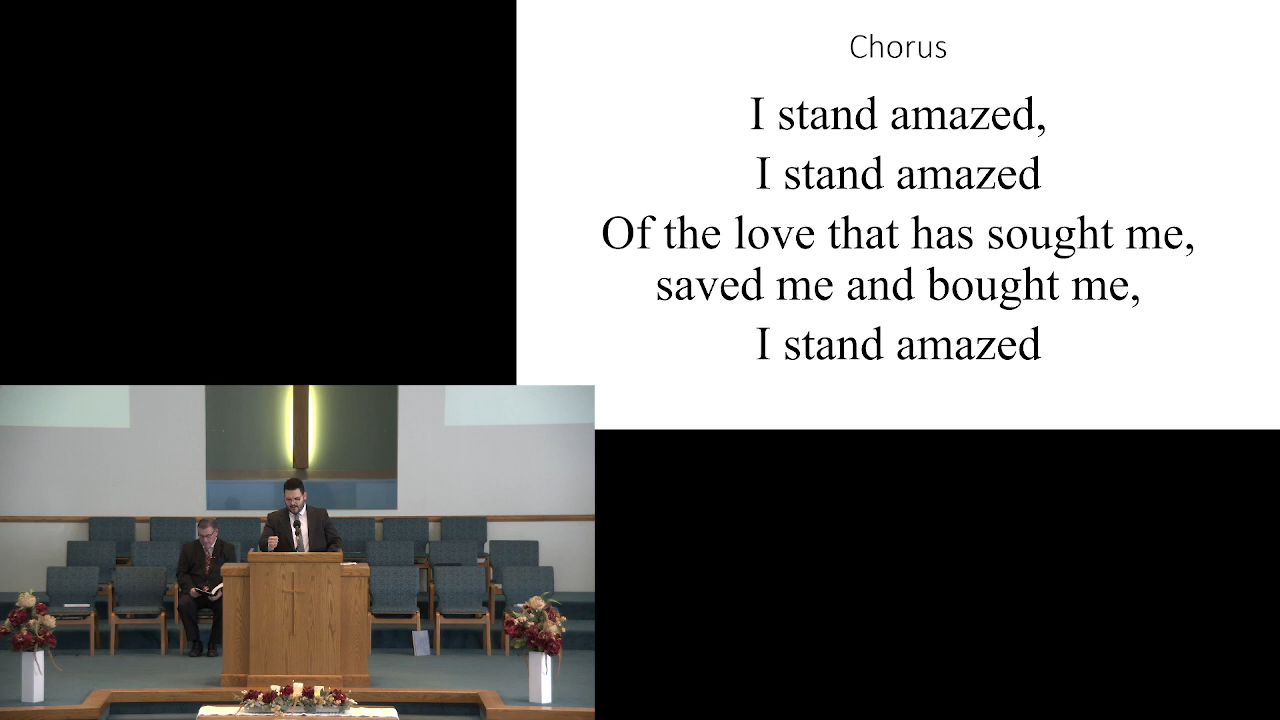 Chorus
I stand amazed,
I stand amazed
Of the love that has sought me,
saved me and bought me,
I stand amazed